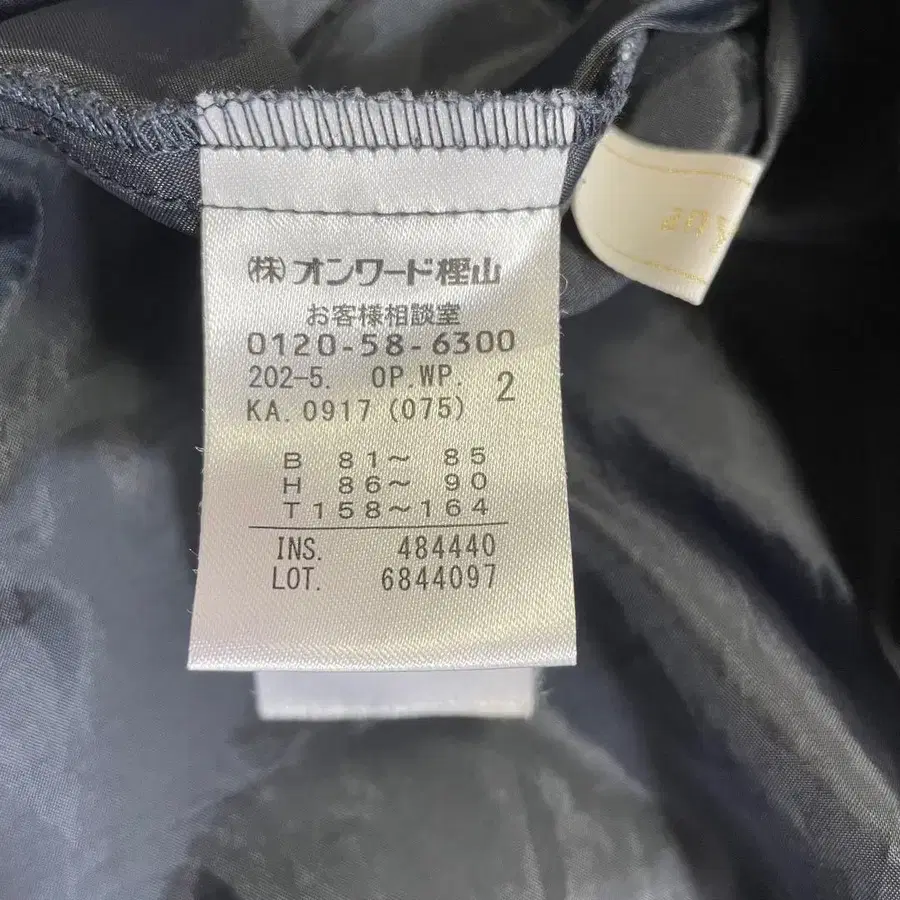 ㈱オンワード樫山
お客様相談室
0120-58-6300
202-5. OP.WP. 2
KA.0917(075)
B 81～ 85
H 86～ 90
T158～164
INS. 484440
LOT. 6844097
any